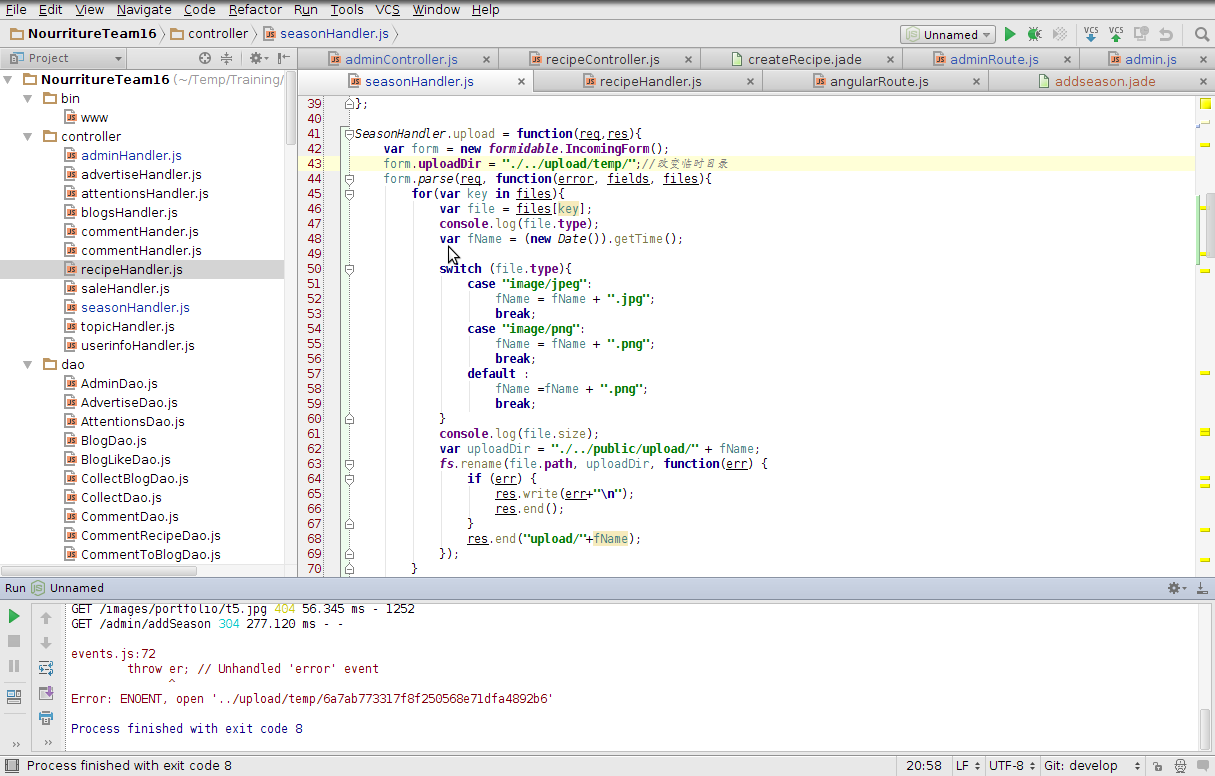 File Edit View Navigate Code Refactor Run Tools VCS Window Help
NourritureTeam16 controller seasonHandler.js Unnamed VCS VCS
Project
adminController.js recipeController.js createRecipe.jade adminRoute.js admin.js
seasonHandler.js recipeHandler.js angularRoute.js addseason.jade
NourritureTeam16 (~/Temp/Training/
bin
www
controller
adminHandler.js
advertiseHandler.js
attentionsHandler.js
blogsHandler.js
commentHander.js
commentHandler.js
recipeHandler.js
saleHandler.js
seasonHandler.js
topicHandler.js
userinfoHandler.js
dao
AdminDao.js
AdvertiseDao.js
AttentionsDao.js
BlogDao.js
BlogLikeDao.js
CollectBlogDao.js
CollectDao.js
CommentDao.js
CommentRecipeDao.js
CommentToBlogDao.js
39 };
40
41 SeasonHandler.upload = function(req,res){
42 var form = new formidable.IncomingForm();
43 form.uploadDir = "./../upload/temp/";//改变临时目录
44 form.parse(req, function(error, fields, files){
45 for(var key in files){
46 var file = files[key];
47 console.log(file.type);
48 var fName = (new Date()).getTime();
49
50 switch (file.type){
51 case "image/jpeg":
52 fName = fName + ".jpg";
53 break;
54 case "image/png":
55 fName = fName + ".png";
56 break;
57 default :
58 fName =fName + ".png";
59 break;
60 }
61 console.log(file.size);
62 var uploadDir = "./../public/upload/" + fName;
63 fs.rename(file.path, uploadDir, function(err) {
64 if (err) {
65 res.write(err+"\n");
66 res.end();
67 }
68 res.end("upload/"+fName);
69 });
70 }
Run Unnamed
GET /images/portfolio/t5.jpg 404 56.345 ms - 1252
GET /admin/addSeason 304 277.120 ms - -
events.js:72
throw er; // Unhandled 'error' event
^
Error: ENOENT, open '../upload/temp/6a7ab773317f8f250568e71dfa4892b6'
Process finished with exit code 8
Process finished with exit code 8 20:58 LF UTF-8 Git: develop